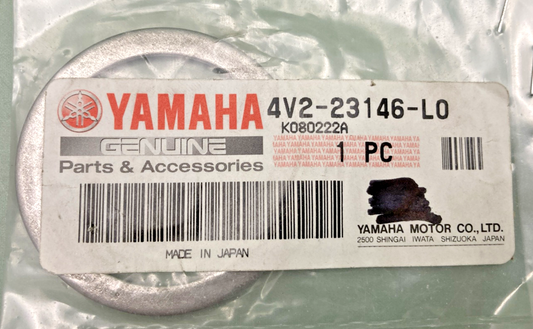 YAMAHA 4V2-23146-L0
K080222A
GENUINE
Parts & Accessories
1 PC
YAMAHA MOTOR CO.,LTD.
2500 SHINGAI IWATA SHIZUOKA JAPAN
MADE IN JAPAN